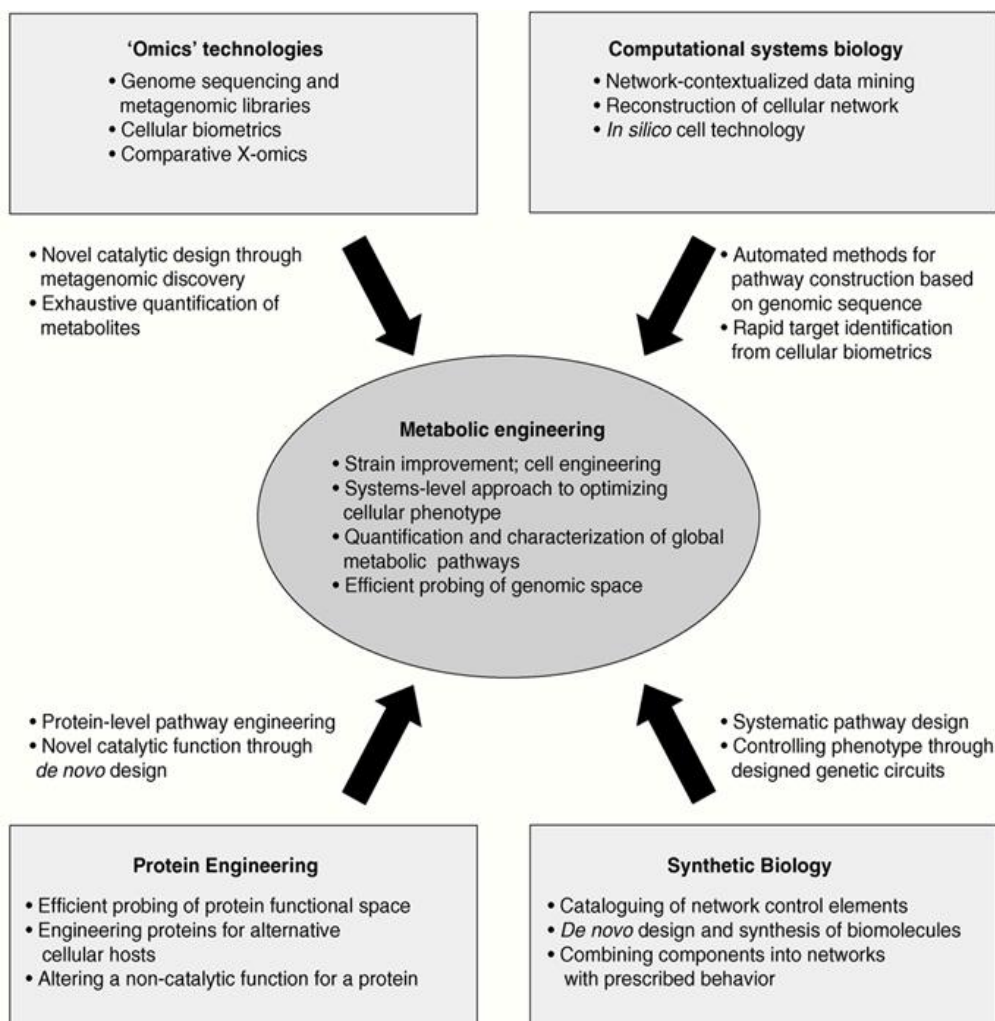 ‘Omics’ technologies
• Genome sequencing and
metagenomic libraries
• Cellular biometrics
• Comparative X-omics
Computational systems biology
• Network-contextualized data mining
• Reconstruction of cellular network
• In silico cell technology
• Novel catalytic design through
metagenomic discovery
• Exhaustive quantification of
metabolites
• Automated methods for
pathway construction based
on genomic sequence
• Rapid target identification
from cellular biometrics
Metabolic engineering
• Strain improvement; cell engineering
• Systems-level approach to optimizing
cellular phenotype
• Quantification and characterization of global
metabolic pathways
• Efficient probing of genomic space
• Protein-level pathway engineering
• Novel catalytic function through
de novo design
• Systematic pathway design
• Controlling phenotype through
designed genetic circuits
Protein Engineering
• Efficient probing of protein functional space
• Engineering proteins for alternative
cellular hosts
• Altering a non-catalytic function for a protein
Synthetic Biology
• Cataloguing of network control elements
• De novo design and synthesis of biomolecules
• Combining components into networks
with prescribed behavior